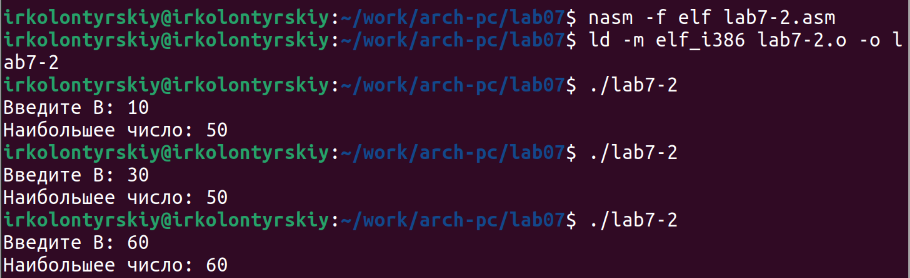 irkolontyrskiy@irkolontyrskiy:~/work/arch-pc/lab07$ nasm -f elf lab7-2.asm
irkolontyrskiy@irkolontyrskiy:~/work/arch-pc/lab07$ ld -m elf_i386 lab7-2.o -o l
ab7-2
irkolontyrskiy@irkolontyrskiy:~/work/arch-pc/lab07$ ./lab7-2
Введите B: 10
Наибольшее число: 50
irkolontyrskiy@irkolontyrskiy:~/work/arch-pc/lab07$ ./lab7-2
Введите B: 30
Наибольшее число: 50
irkolontyrskiy@irkolontyrskiy:~/work/arch-pc/lab07$ ./lab7-2
Введите B: 60
Наибольшее число: 60